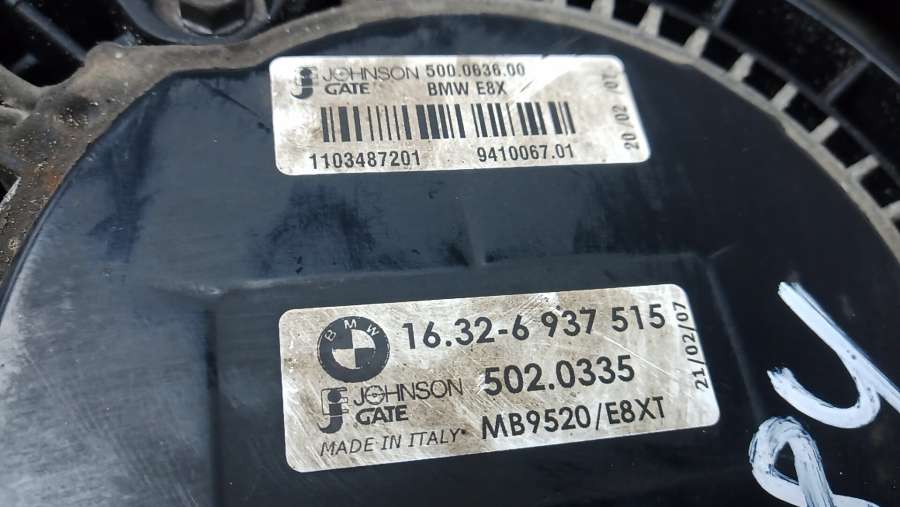 JOHNSON 500.0636.00
GATE BMW E8X
1103487201 9410067.01
20/02/07
BMW
16.32-6 937 515
JOHNSON 502.0335
GATE
MADE IN ITALY MB9520/E8XT
21/02/07